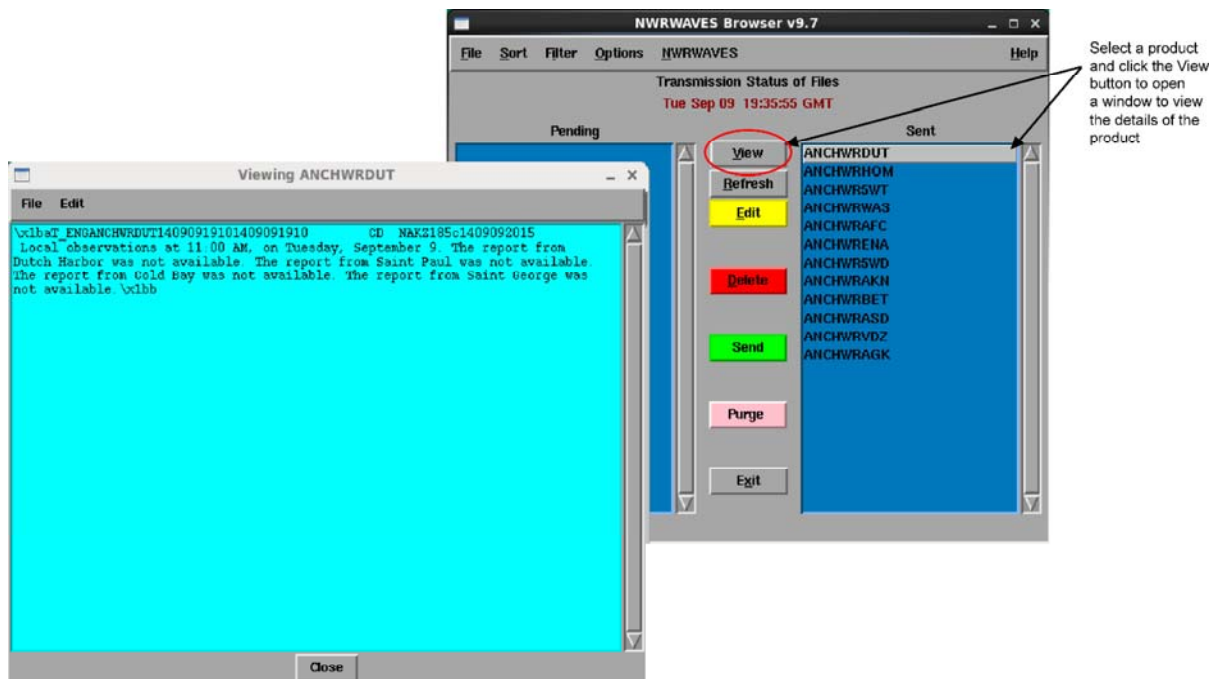 NWRWAVES Browser v9.7
File Sort Filter Options NWRWAVES Help
Transmission Status of Files
Tue Sep 09 19:35:55 GMT
Pending
Sent
View
Refresh
Edit
Delete
Send
Purge
Exit
ANCHWRDUT
ANCHWRHOM
ANCHWRSWT
ANCHWRWA3
ANCHWRAFC
ANCHWRENA
ANCHWRSWD
ANCHWRAKN
ANCHWRBET
ANCHWRASD
ANCHWRVDZ
ANCHWRAGK
Select a product
and click the View
button to open
a window to view
the details of the
product
Viewing ANCHWRDUT
File Edit
\x1baT_ENGANCHWRDUT14090919101409091910 CD NAKZ185c1409092015
Local observations at 11:00 AM, on Tuesday, September 9. The report from
Dutch Harbor was not available. The report from Saint Paul was not available.
The report from Cold Bay was not available. The report from Saint George was
not available.\x1bb
Close